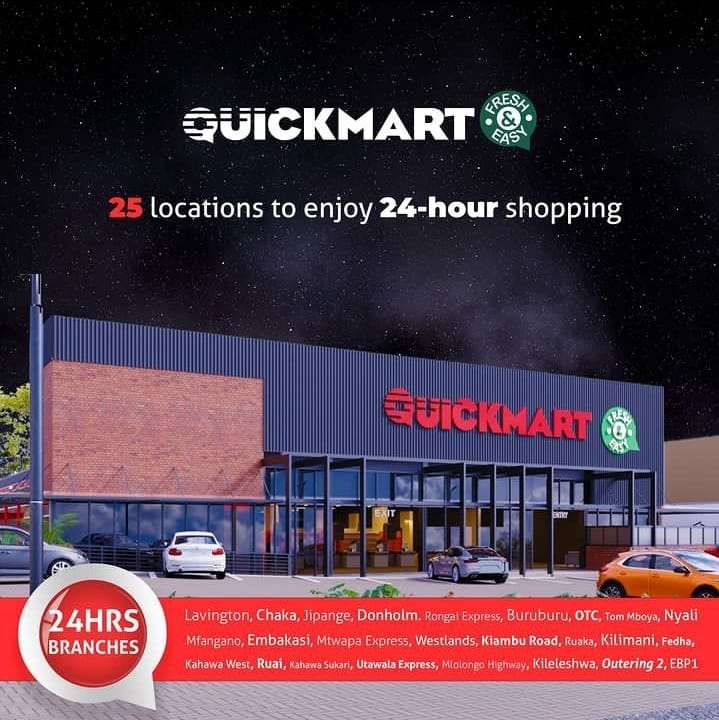 QUICKMART FRESH & EASY
25 locations to enjoy 24-hour shopping
QUICKMART FRESH & EASY
EXIT
ENTRY
24HRS
BRANCHES
Lavington, Chaka, Jipange, Donholm. Rongai Express, Buruburu, OTC, Tom Mboya, Nyali
Mfangano, Embakasi, Mtwapa Express, Westlands, Kiambu Road, Ruaka, Kilimani, Fedha,
Kahawa West, Ruai, Kahawa Sukari, Utawala Express, Mlolongo Highway, Kileleshwa, Outering 2, EBP1